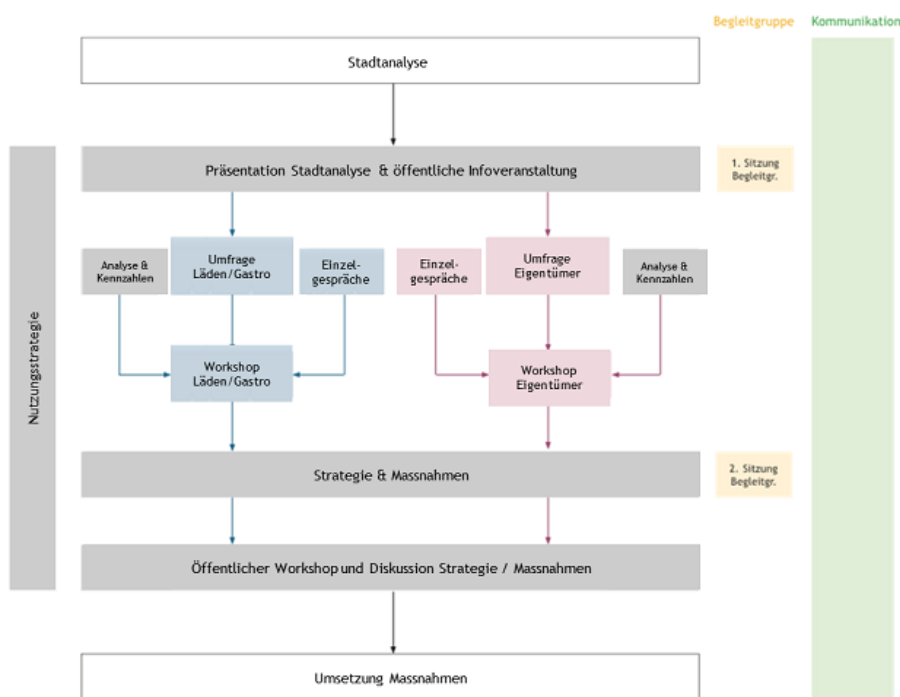 Begleitgruppe
Kommunikation
Stadtanalyse
Präsentation Stadtanalyse & öffentliche Infoveranstaltung
1. Sitzung
Begleitgr.
Nutzungsstrategie
Analyse &
Kennzahlen
Umfrage
Läden/Gastro
Einzel-
gespräche
Einzel-
gespräche
Umfrage
Eigentümer
Analyse &
Kennzahlen
Workshop
Läden/Gastro
Workshop
Eigentümer
Strategie & Massnahmen
2. Sitzung
Begleitgr.
Öffentlicher Workshop und Diskussion Strategie / Massnahmen
Umsetzung Massnahmen